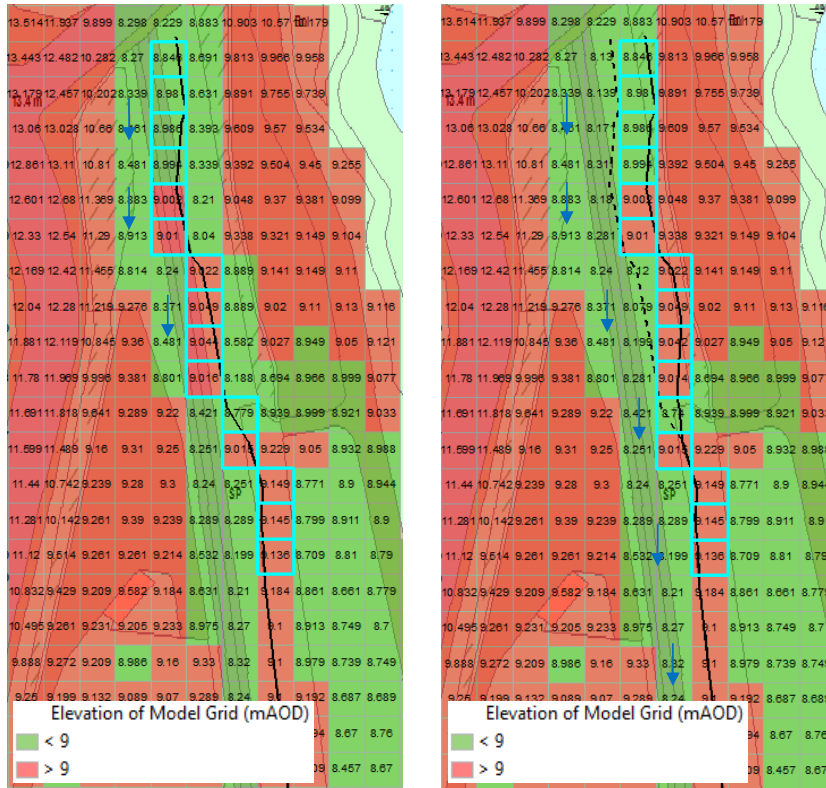 13.514 11.937 9.899 8.298 8.229 8.883 10.903 10.57
13.443 12.482 10.282 8.27 8.846 8.691 9.813 9.966 9.958
13.179 12.457 10.202 8.339 8.98 8.631 9.891 9.755 9.739
13.4 m
13.06 13.028 10.66 8.986 8.393 9.609 9.57 9.534
12.861 13.11 10.81 8.481 8.994 8.339 9.392 9.504 9.45 9.255
12.601 12.68 11.369 8.883 9.002 8.21 9.048 9.37 9.381 9.099
12.33 12.54 11.29 8.913 9.01 8.04 9.338 9.321 9.149 9.104
12.169 12.42 11.455 8.814 8.24 9.022 8.889 9.141 9.149 9.11
12.04 12.28 11.219 9.276 8.371 9.049 8.889 9.02 9.11 9.13 9.116
11.881 12.119 10.845 9.36 8.481 9.044 8.582 9.027 8.949 9.05 9.121
11.78 11.969 9.996 9.381 8.801 9.016 8.188 8.694 8.966 8.999 9.077
11.691 11.818 9.641 9.289 9.22 8.421 8.779 8.939 8.999 8.921 9.033
11.599 11.489 9.16 9.31 9.25 8.251 9.015 9.229 9.05 8.932 8.988
11.44 10.742 9.239 9.28 9.3 8.24 8.251 9.149 8.771 8.9 8.944
SP
11.281 10.142 9.261 9.39 9.239 8.289 8.289 9.145 8.799 8.911 8.9
11.12 9.514 9.261 9.261 9.214 8.532 8.199 9.136 8.709 8.81 8.79
10.832 9.429 9.209 9.582 9.184 8.631 8.21 9.184 8.861 8.661 8.779
10.495 9.261 9.231 9.205 9.233 8.975 8.27 9.1 8.913 8.749 8.7
9.888 9.272 9.209 8.986 9.16 9.33 8.32 9.1 8.979 8.739 8.749
9.25 9.199 9.132 9.089 9.07 9.289 8.24 9.1 9.192 8.687 8.689
Elevation of Model Grid (mAOD)
8.67 8.76
< 9
> 9
8.457 8.67
13.514 11.937 9.899 8.298 8.229 8.883 10.903 10.57
13.443 12.482 10.282 8.27 8.13 8.846 9.813 9.966 9.958
13.179 12.457 10.202 8.339 8.139 8.98 9.891 9.755 9.739
13.4 m
13.06 13.028 10.66 8.171 8.986 9.609 9.57 9.534
12.861 13.11 10.81 8.481 8.31 8.994 9.392 9.504 9.45 9.255
12.601 12.68 11.369 8.883 8.18 9.002 9.048 9.37 9.381 9.099
12.33 12.54 11.29 8.913 8.281 9.01 9.338 9.321 9.149 9.104
12.169 12.42 11.455 8.814 8.24 8.12 9.022 9.141 9.149 9.11
12.04 12.28 11.219 9.276 8.371 8.079 9.049 9.02 9.11 9.13 9.116
11.881 12.119 10.845 9.36 8.481 8.199 9.042 9.027 8.949 9.05 9.12
11.78 11.969 9.996 9.381 8.801 8.281 9.014 8.694 8.966 8.999 9.07
11.691 11.818 9.641 9.289 9.22 8.421 8.74 8.939 8.999 8.921 9.033
11.599 11.489 9.16 9.31 9.25 8.251 9.015 9.229 9.05 8.932 8.98
11.44 10.742 9.239 9.28 9.3 8.24 8.251 9.149 8.771 8.9 8.944
SP
11.281 10.142 9.261 9.39 9.239 8.289 8.289 9.145 8.799 8.911 8.9
11.12 9.514 9.261 9.261 9.214 8.532 8.199 9.136 8.709 8.81 8.79
10.832 9.429 9.209 9.582 9.184 8.631 8.21 9.184 8.861 8.661 8.779
10.495 9.261 9.231 9.205 9.233 8.975 8.27 9.1 8.913 8.749 8.7
9.888 9.272 9.209 8.986 9.16 9.33 8.32 9.1 8.979 8.739 8.74
9.25 9.199 9.132 9.089 9.07 9.289 8.24 9.1 9.192 8.687 8.68
Elevation of Model Grid (mAOD)
8.67 8.76
< 9
> 9
8.457 8.67